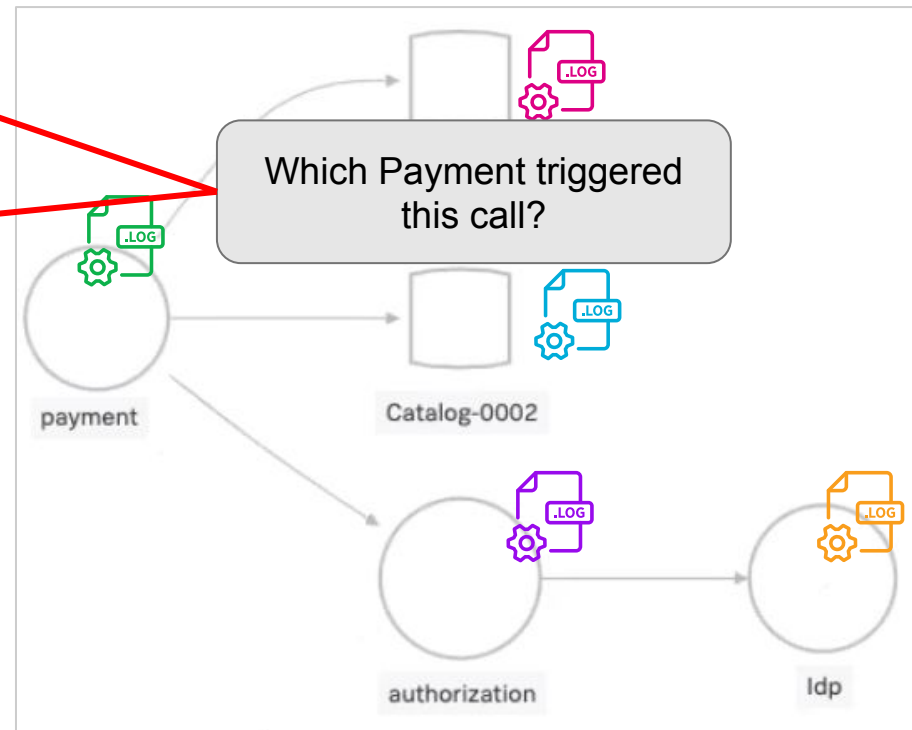 .LOG
Which Payment triggered
this call?
.LOG
.LOG
payment
Catalog-0002
.LOG
.LOG
authorization
Idp